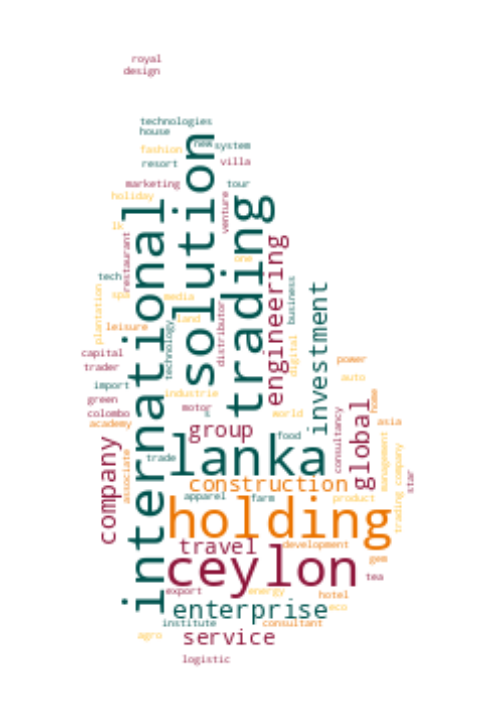 royal
design
technologies
house
new system
fashion
resort
villa
marketing
tour
holiday
solution
international
trading
venture
lk
restaurant
engineering
one
tech
business
plantation
spa
media
investment
land
leisure
technology
distributor
digital
capital
trader
power
auto
import
industrie
green
motor
world
home
colombo
academy
group
food
consultancy
global
asia
company
associate
trade
lanka
management
star
construction
apparel
farm
product
trading company
holding
travel
development
gem
ceylon
tea
export
energy
hotel
enterprise
eco
institute
consultant
agro
service
logistic